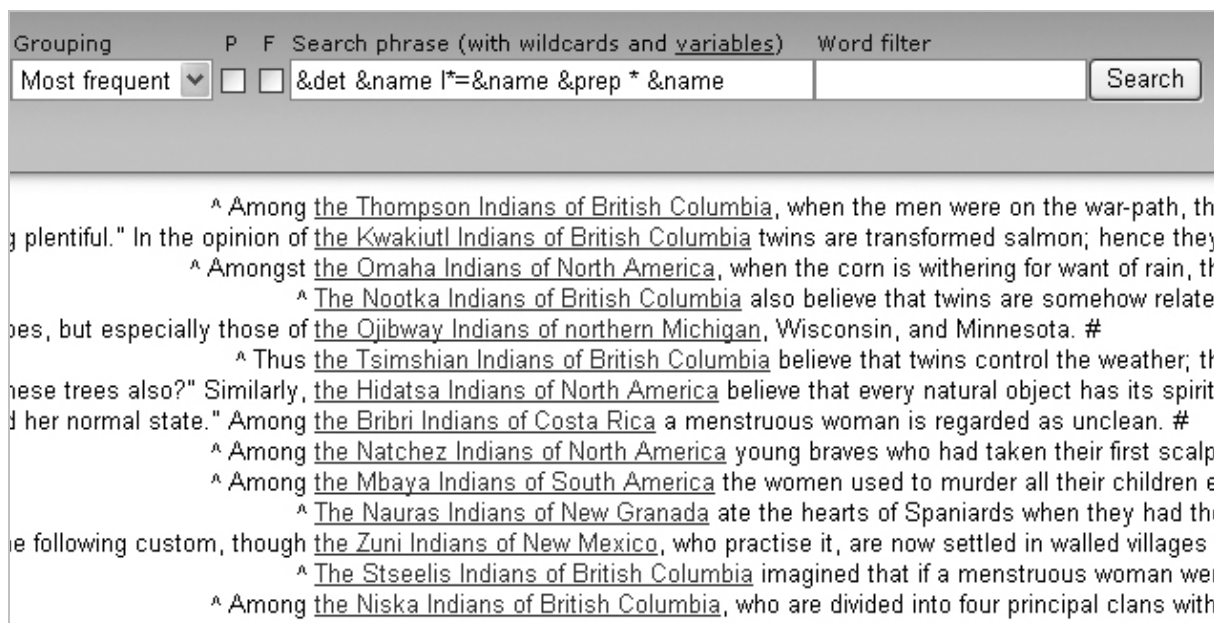 Grouping P F Search phrase (with wildcards and variables) Word filter
Most frequent &det &name I*=&name &prep * &name Search
^ Among the Thompson Indians of British Columbia, when the men were on the war-path, th
g plentiful." In the opinion of the Kwakiutl Indians of British Columbia twins are transformed salmon; hence they
^ Amongst the Omaha Indians of North America, when the corn is withering for want of rain, th
^ The Nootka Indians of British Columbia also believe that twins are somehow relate
oes, but especially those of the Ojibway Indians of northern Michigan, Wisconsin, and Minnesota. #
^ Thus the Tsimshian Indians of British Columbia believe that twins control the weather; th
hese trees also?" Similarly, the Hidatsa Indians of North America believe that every natural object has its spirit
d her normal state." Among the Bribri Indians of Costa Rica a menstruous woman is regarded as unclean. #
^ Among the Natchez Indians of North America young braves who had taken their first scalp
^ Among the Mbaya Indians of South America the women used to murder all their children e
^ The Nauras Indians of New Granada ate the hearts of Spaniards when they had the
e following custom, though the Zuni Indians of New Mexico, who practise it, are now settled in walled villages
^ The Stseelis Indians of British Columbia imagined that if a menstruous woman wer
^ Among the Niska Indians of British Columbia, who are divided into four principal clans with